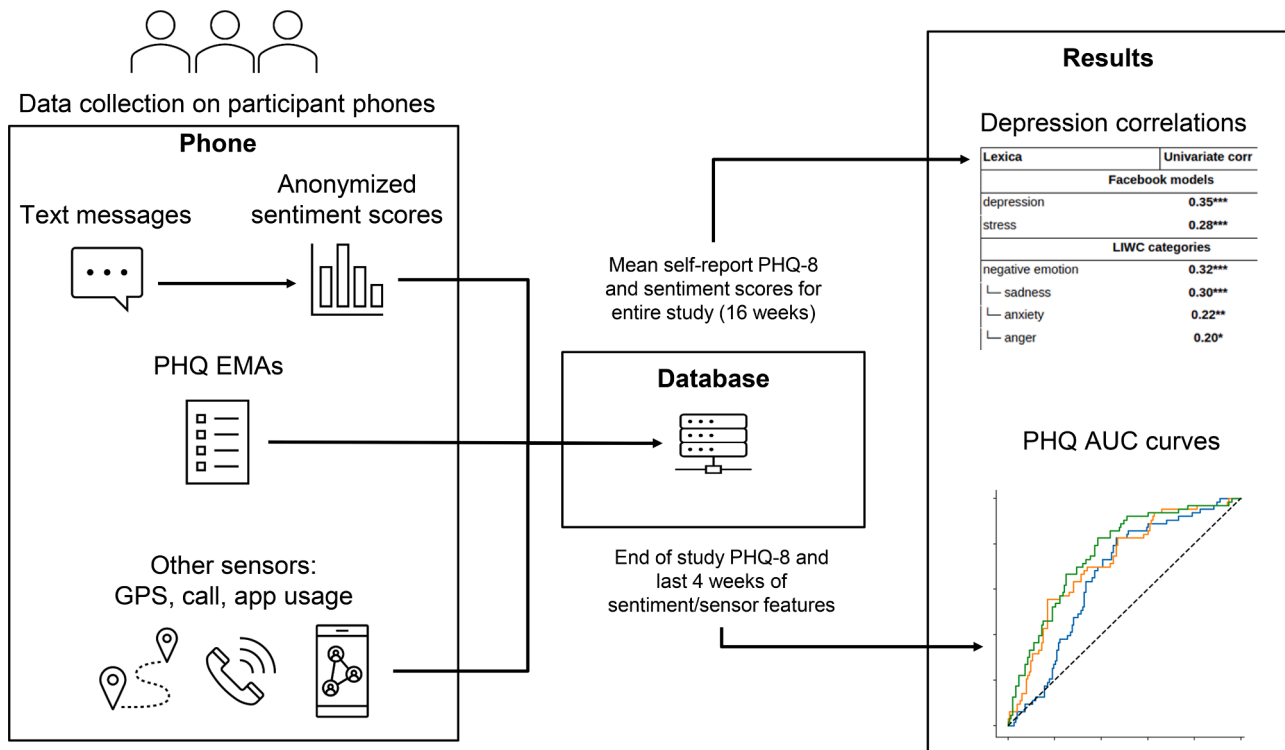 Data collection on participant phones
Phone
Text messages
Anonymized
sentiment scores
PHQ EMAs
Other sensors:
GPS, call, app usage
Mean self-report PHQ-8
and sentiment scores for
entire study (16 weeks)
Database
End of study PHQ-8 and
last 4 weeks of
sentiment/sensor features
Results
Depression correlations
Lexica Univariate corr
Facebook models
depression 0.35***
stress 0.28***
LIWC categories
negative emotion 0.32***
sadness 0.30***
anxiety 0.22**
anger 0.20*
PHQ AUC curves